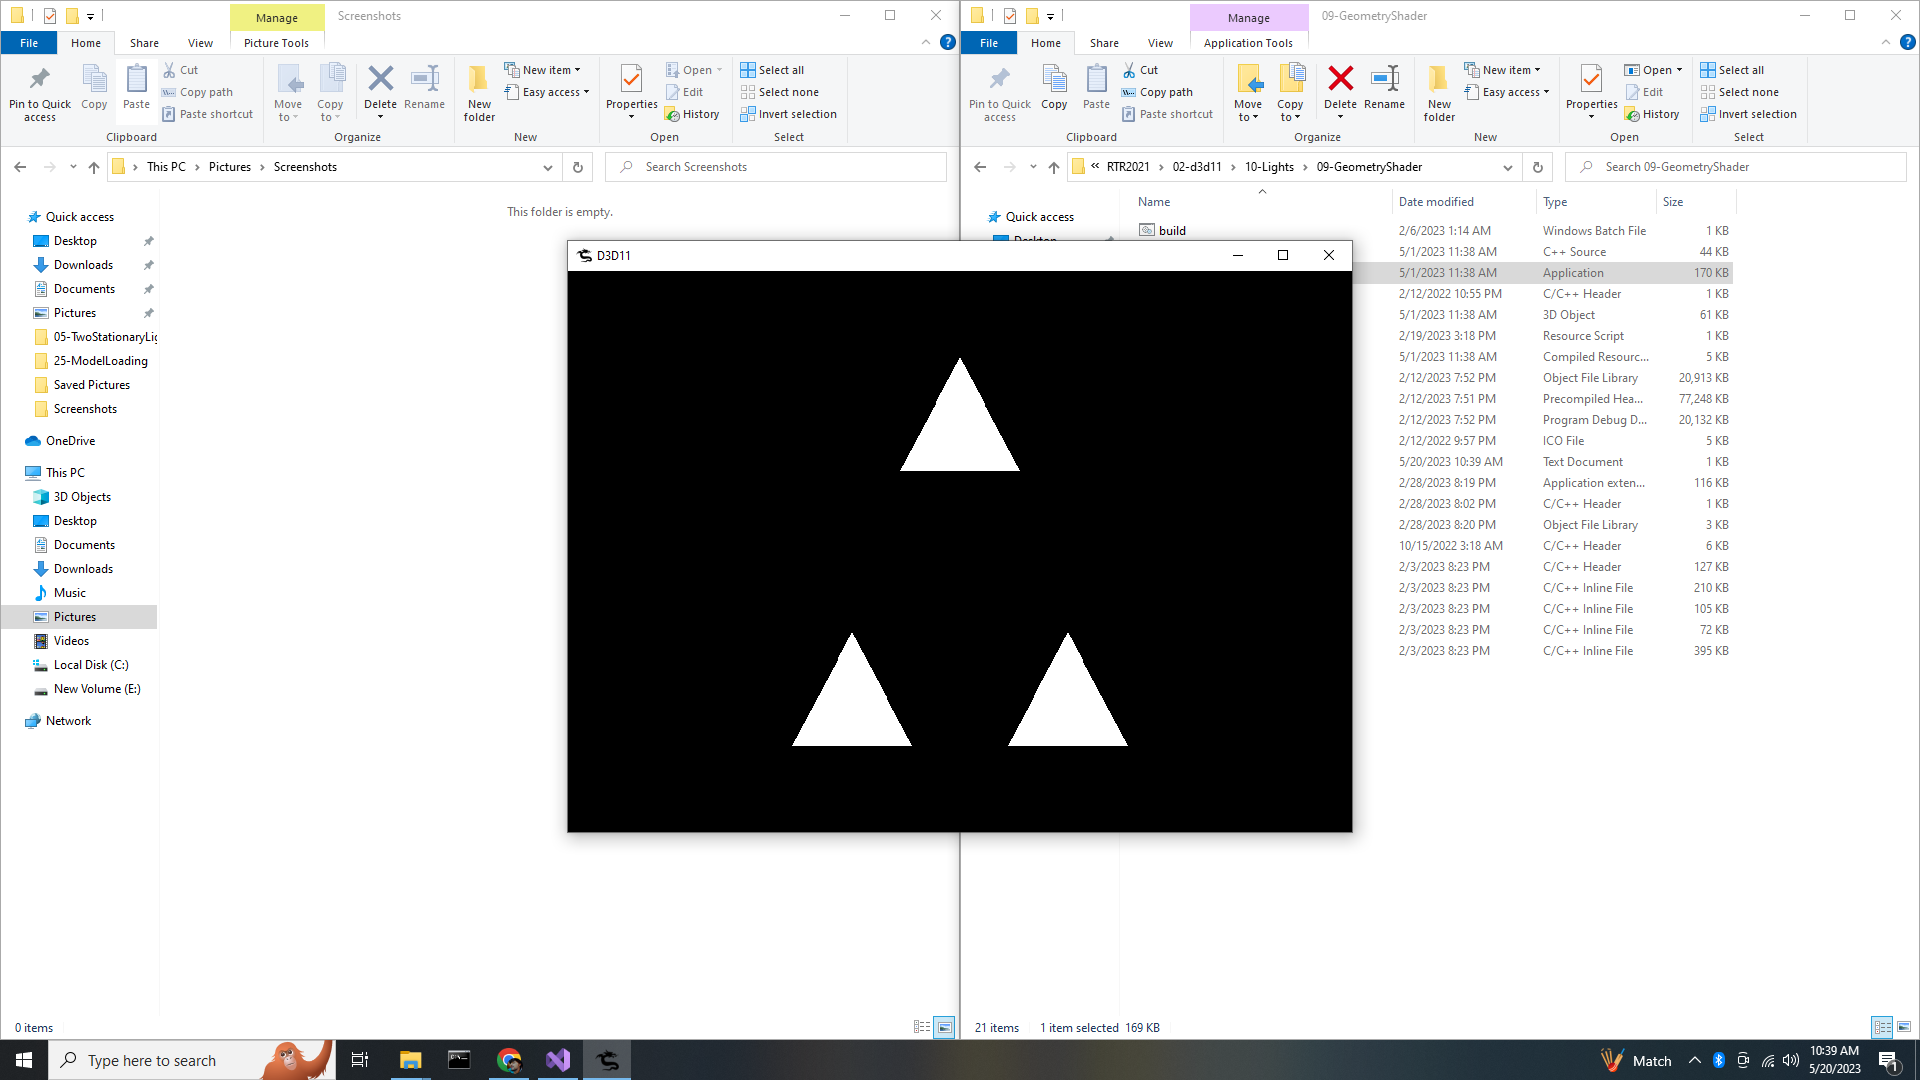 Manage
Screenshots
File
Home
Share
View
Picture Tools
Pin to Quick access
Copy
Paste
Cut
Copy path
Paste shortcut
Clipboard
Move to
Copy to
Delete
Rename
Organize
New folder
New item
Easy access
New
Properties
Open
Edit
History
Open
Select all
Select none
Invert selection
Select
This PC
Pictures
Screenshots
Search Screenshots
Quick access
Desktop
Downloads
Documents
Pictures
05-TwoStationaryLig
25-ModelLoading
Saved Pictures
Screenshots
OneDrive
This PC
3D Objects
Desktop
Documents
Downloads
Music
Pictures
Videos
Local Disk (C:)
New Volume (E:)
Network
This folder is empty.
0 items
Manage
09-GeometryShader
File
Home
Share
View
Application Tools
Pin to Quick access
Copy
Paste
Cut
Copy path
Paste shortcut
Clipboard
Move to
Copy to
Delete
Rename
Organize
New folder
New item
Easy access
New
Properties
Open
Edit
History
Open
Select all
Select none
Invert selection
Select
« RTR2021
02-d3d11
10-Lights
09-GeometryShader
Search 09-GeometryShader
Quick access
Desktop
Name Date modified Type Size
build 2/6/2023 1:14 AM Windows Batch File 1 KB
5/1/2023 11:38 AM C++ Source 44 KB
5/1/2023 11:38 AM Application 170 KB
2/12/2022 10:55 PM C/C++ Header 1 KB
5/1/2023 11:38 AM 3D Object 61 KB
2/19/2023 3:18 PM Resource Script 1 KB
5/1/2023 11:38 AM Compiled Resourc... 5 KB
2/12/2023 7:52 PM Object File Library 20,913 KB
2/12/2023 7:51 PM Precompiled Hea... 77,248 KB
2/12/2023 7:52 PM Program Debug D... 20,132 KB
2/12/2022 9:57 PM ICO File 5 KB
5/20/2023 10:39 AM Text Document 1 KB
2/28/2023 8:19 PM Application exten... 116 KB
2/28/2023 8:02 PM C/C++ Header 1 KB
2/28/2023 8:20 PM Object File Library 3 KB
10/15/2022 3:18 AM C/C++ Header 6 KB
2/3/2023 8:23 PM C/C++ Header 127 KB
2/3/2023 8:23 PM C/C++ Inline File 210 KB
2/3/2023 8:23 PM C/C++ Inline File 105 KB
2/3/2023 8:23 PM C/C++ Inline File 72 KB
2/3/2023 8:23 PM C/C++ Inline File 395 KB
21 items 1 item selected 169 KB
D3D11
Type here to search
Match
10:39 AM
5/20/2023
1